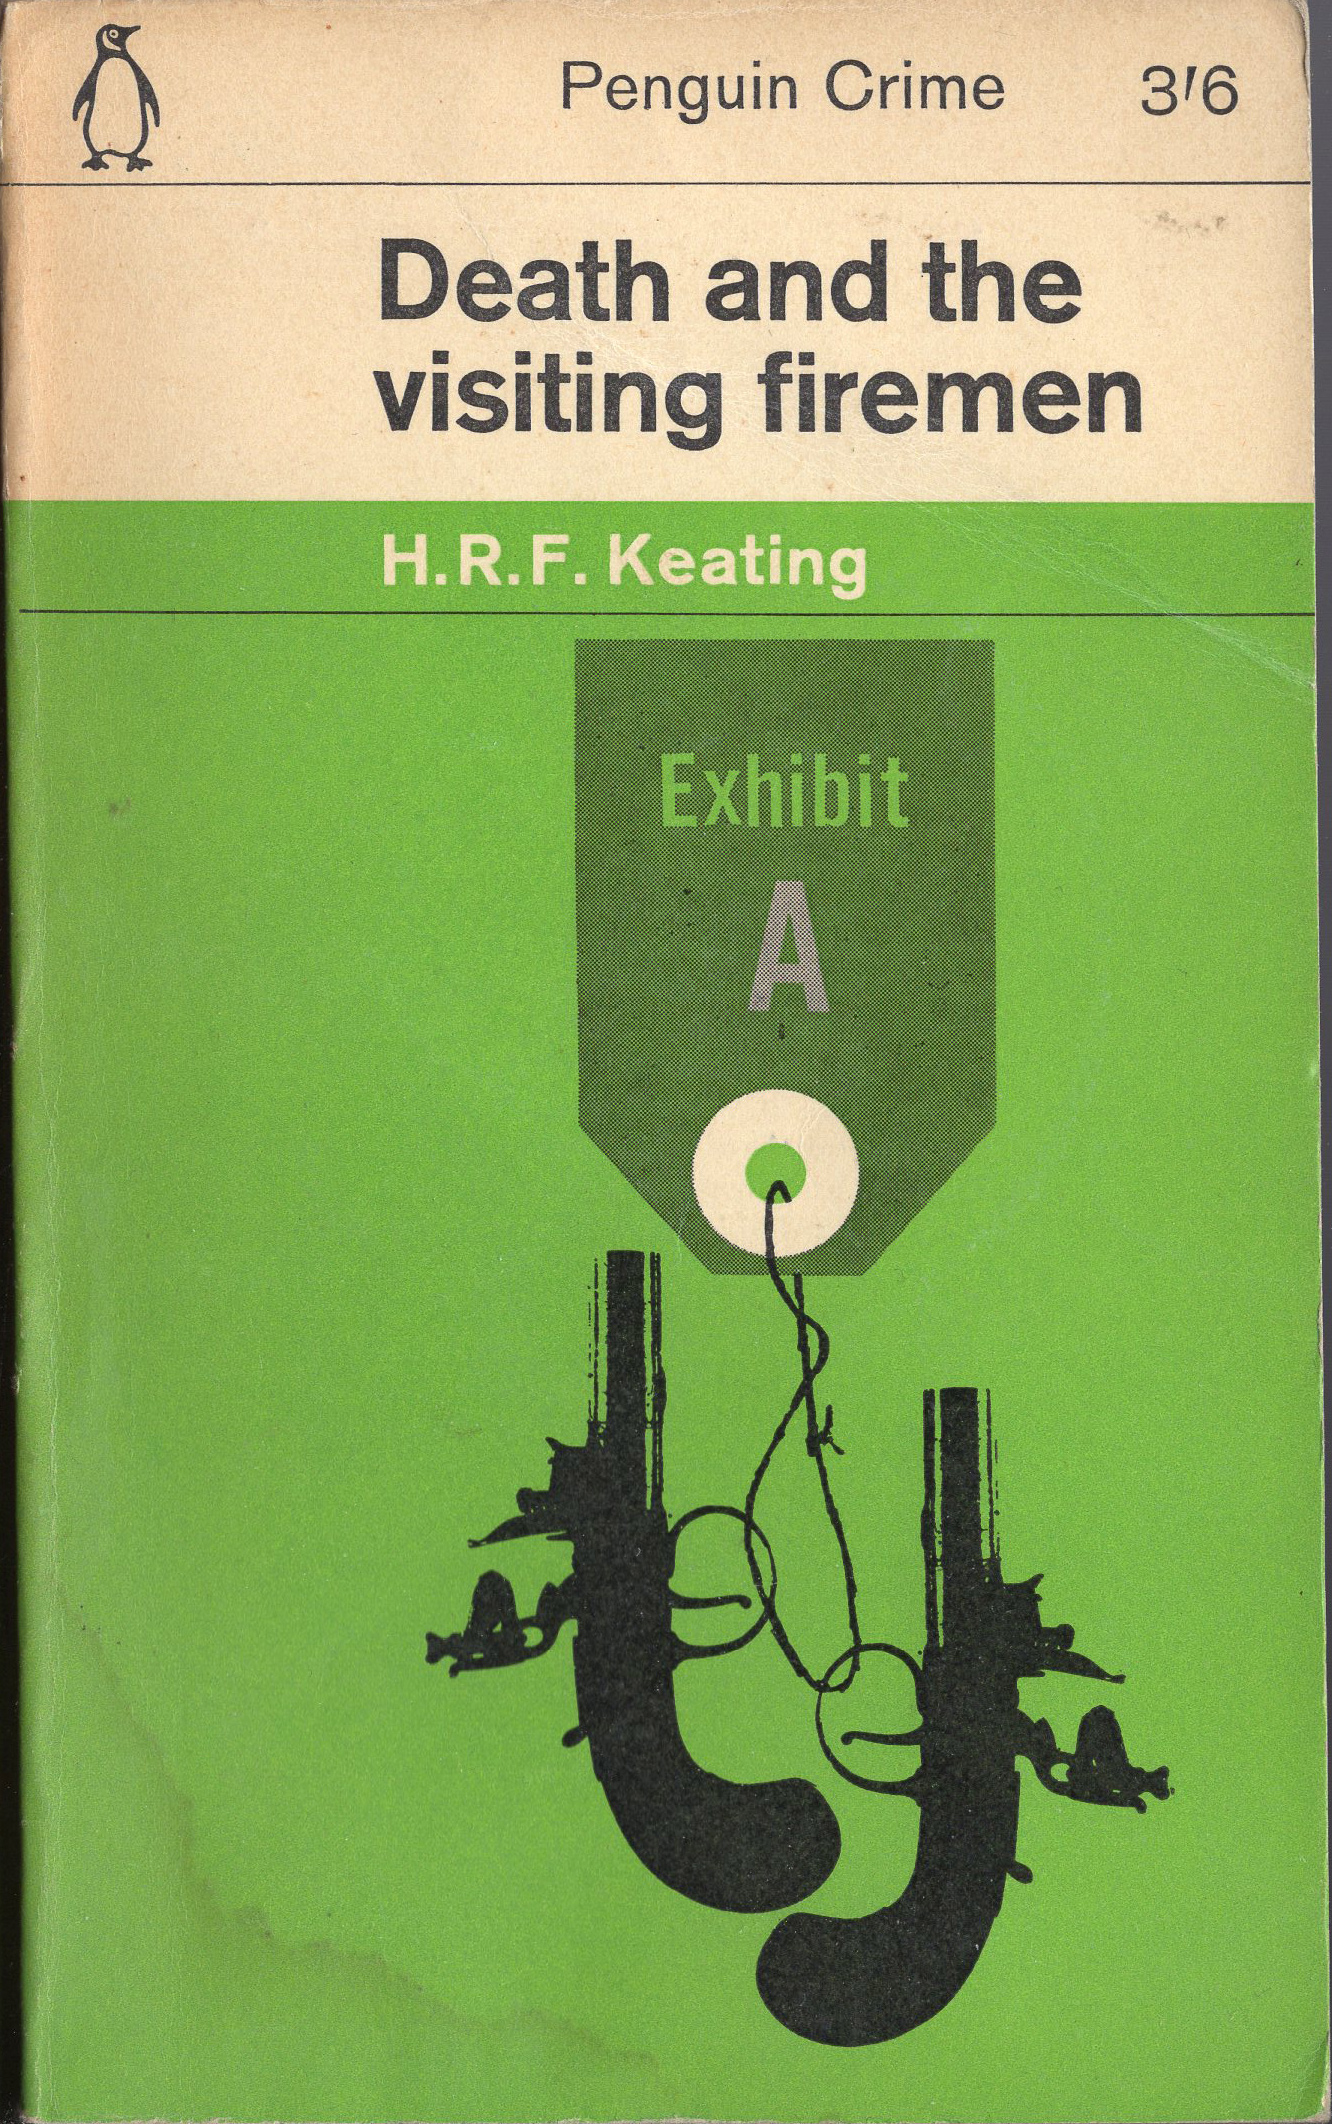 Penguin Crime 3'6
Death and the
visiting firemen
H.R.F. Keating
Exhibit
A